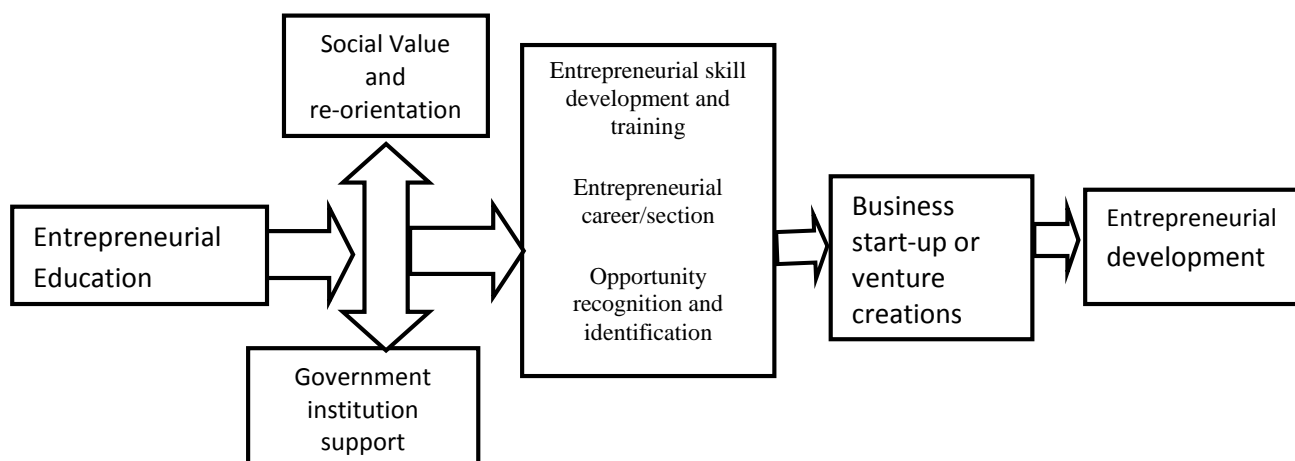 Social Value
and
re-orientation
Entrepreneurial
Education
Government
institution
support
Entrepreneurial skill
development and
training
Entrepreneurial
career/section
Opportunity
recognition and
identification
Business
start-up or
venture
creations
Entrepreneurial
development